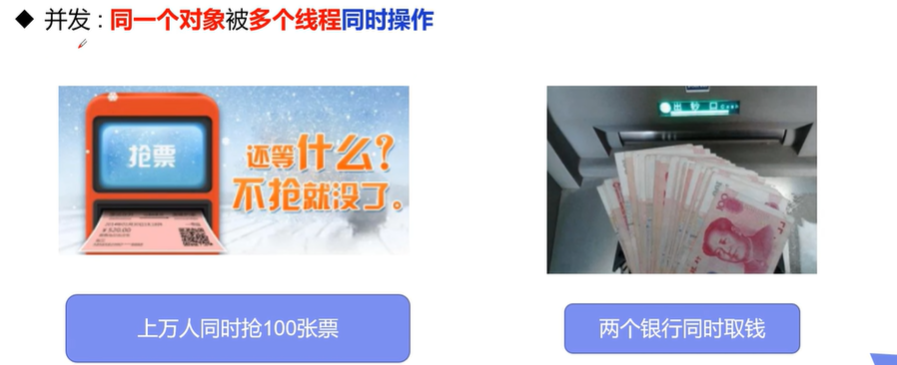 ◆ 并发 : 同一个对象被多个线程同时操作
抢票
还等什么?
不抢就没了。
出 钞 口
上万人同时抢100张票
两个银行同时取钱